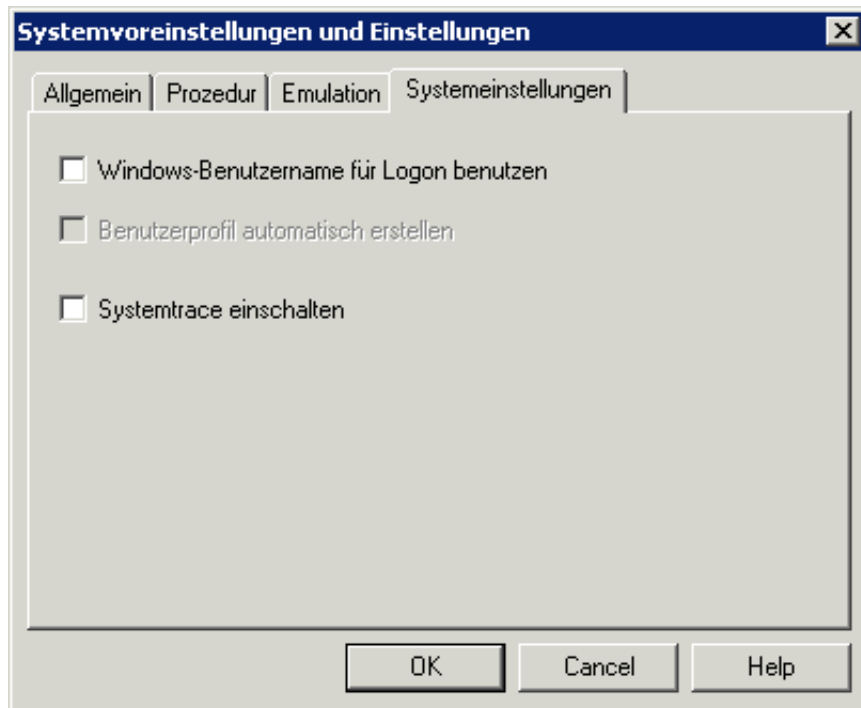 Systemvoreinstellungen und Einstellungen
Allgemein Prozedur Emulation Systemeinstellungen
Windows-Benutzername für Logon benutzen
Benutzerprofil automatisch erstellen
Systemtrace einschalten
OK Cancel Help